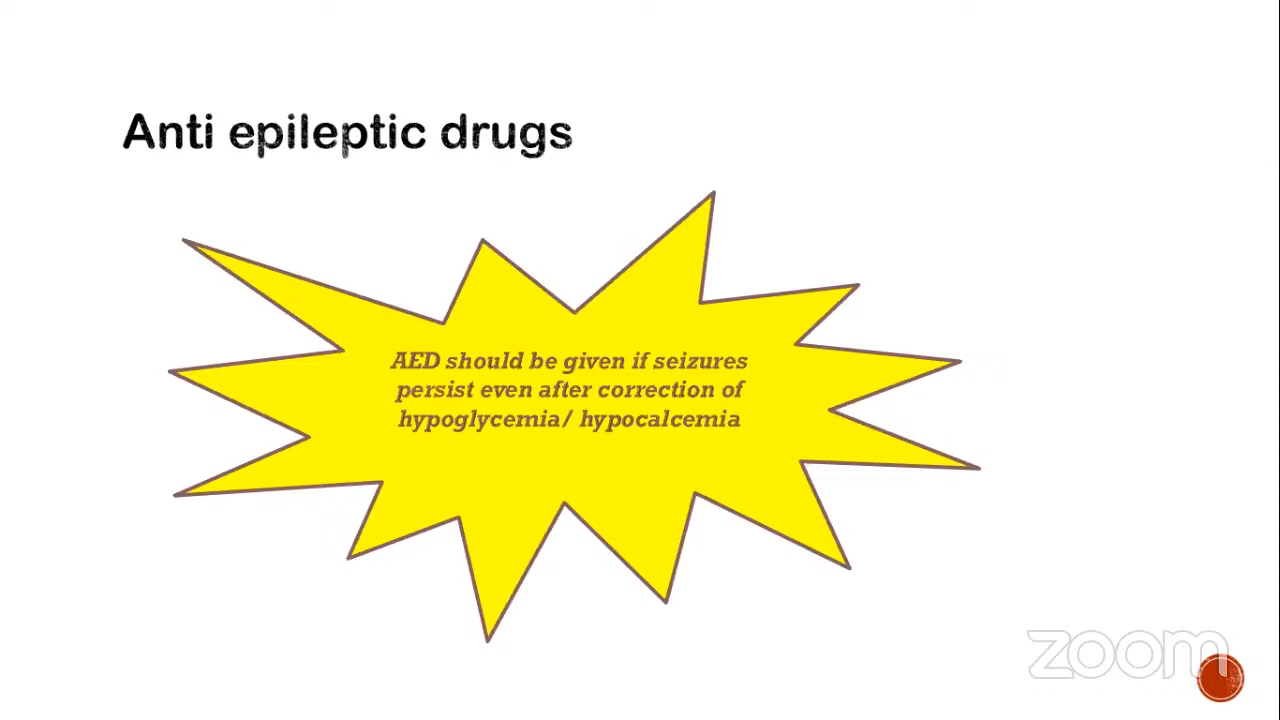 Anti epileptic drugs
AED should be given if seizures
persist even after correction of
hypoglycemia/ hypocalcemia
zoom